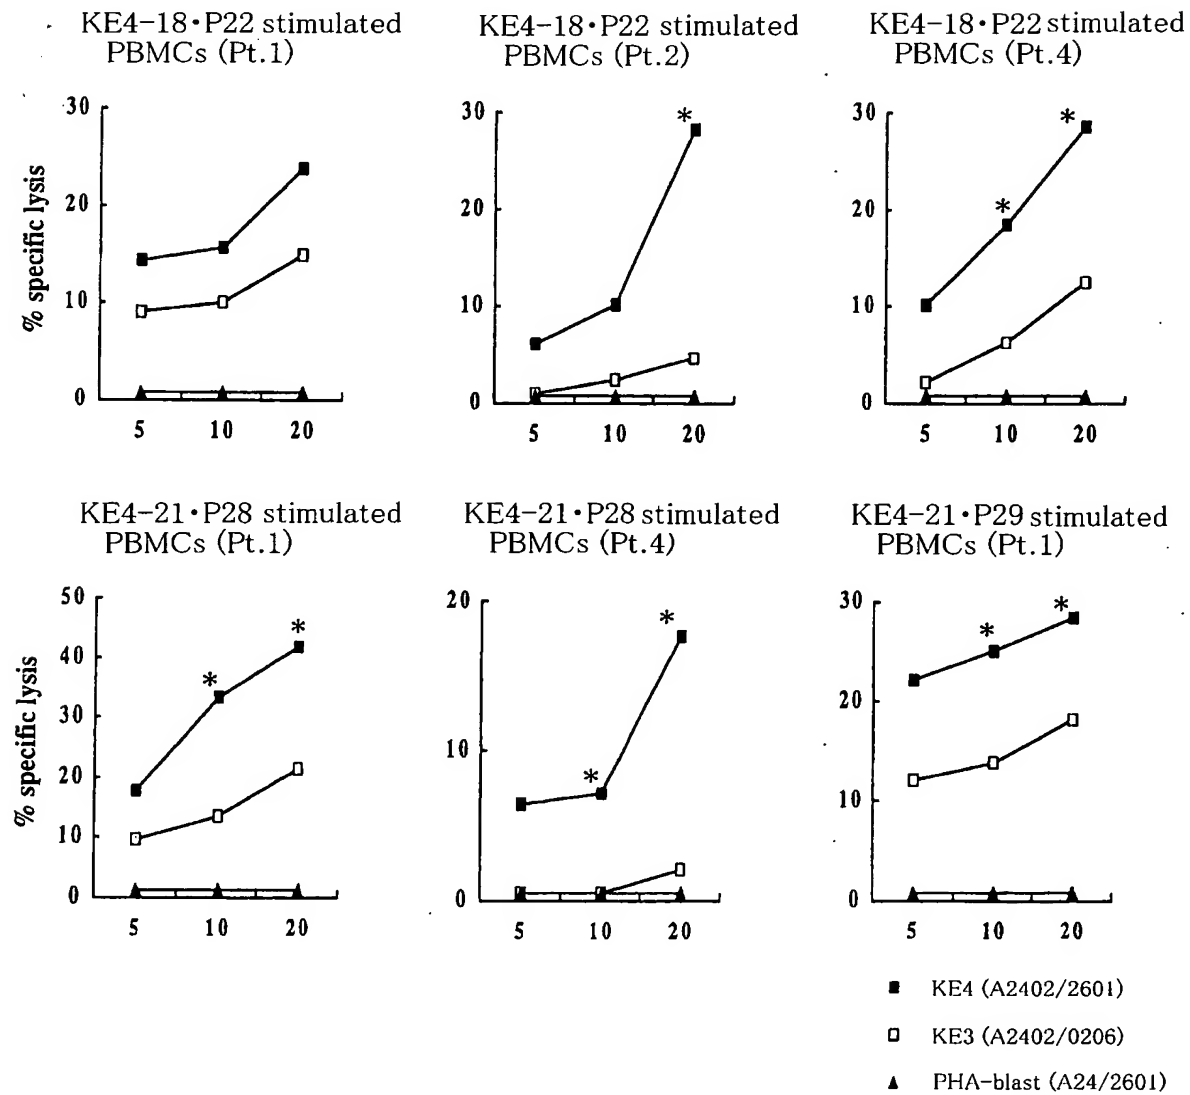 KE4-18・P22 stimulated
PBMCs (Pt.1)
KE4-18・P22 stimulated
PBMCs (Pt.2)
KE4-18・P22 stimulated
PBMCs (Pt.4)
% specific lysis
30
20
10
0
5 10 20
*
30
20
10
0
5 10 20
* *
30
20
10
0
5 10 20
KE4-21・P28 stimulated
PBMCs (Pt.1)
KE4-21・P28 stimulated
PBMCs (Pt.4)
KE4-21・P29 stimulated
PBMCs (Pt.1)
% specific lysis
50
40
30
20
10
0
* *
5 10 20
20
10
0
* *
5 10 20
30
20
10
0
* *
5 10 20
KE4 (A2402/2601)
KE3 (A2402/0206)
PHA-blast (A24/2601)